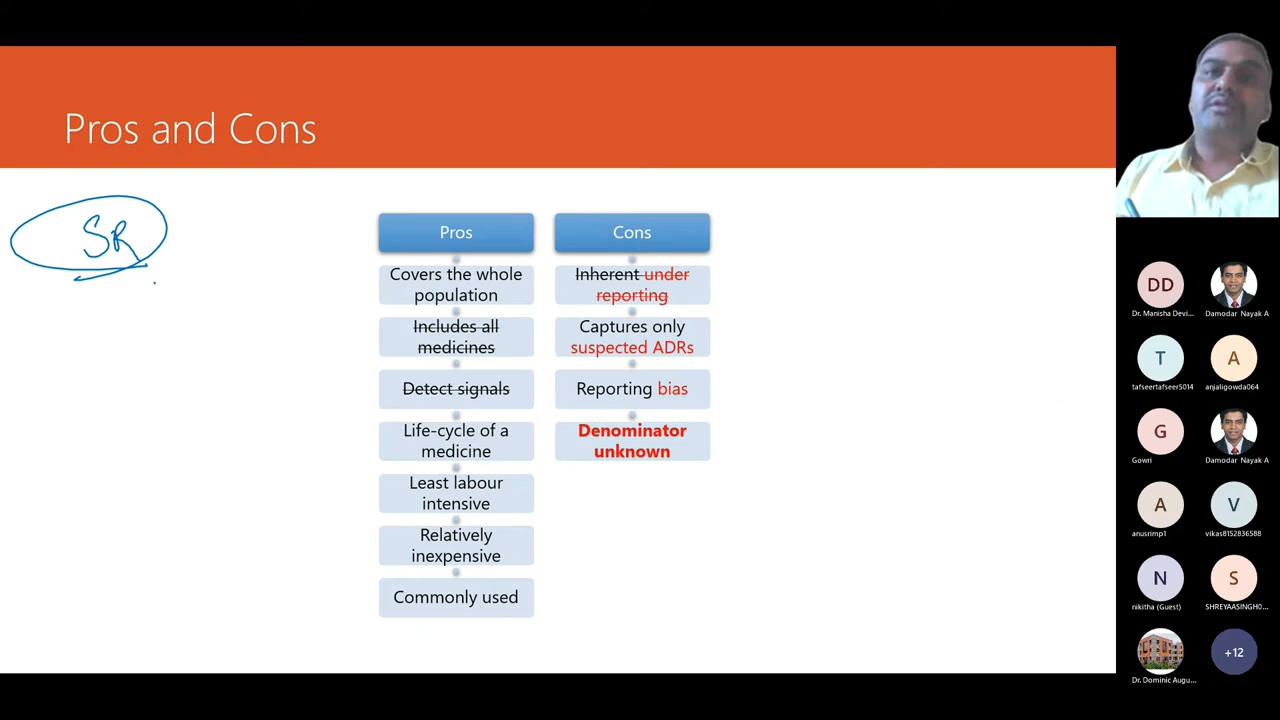 Pros and Cons
SR
Pros
Covers the whole
population
Includes all
medicines
Detect signals
Life-cycle of a
medicine
Least labour
intensive
Relatively
inexpensive
Commonly used
Cons
Inherent under
reporting
Captures only
suspected ADRs
Reporting bias
Denominator
unknown
DD
Dr. Manisha Devi...
Damodar Nayak A
T
tafseertafseer5014
A
anjaligowda064
G
Gowri
Damodar Nayak A
A
anusrimp1
V
vikas8152836588
N
nikitha (Guest)
S
SHREYAASINGH0...
Dr. Dominic Augu...
+12